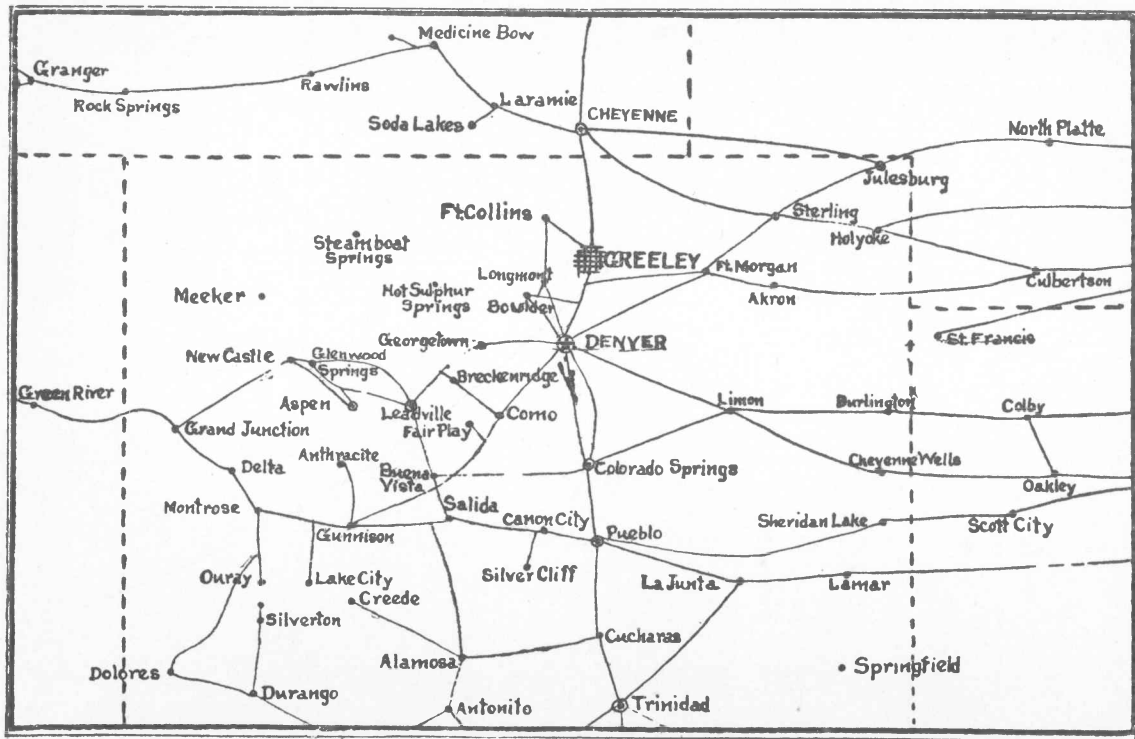 Medicine Bow
Granger
Rawlins
Rock Springs
Laramie
CHEYENNE
Soda Lakes
North Platte
Julesburg
Ft. Collins
Sterling
Holyoke
Steamboat
Springs
GREELEY
Longmont
Ft. Morgan
Culbertson
Meeker
Hot Sulphur
Springs
Boulder
Akron
Georgetown
DENVER
St. Francis
New Castle
Glenwood
Springs
Breckenridge
Green River
Aspen
Leadville
Como
Limon
Burlington
Colby
Grand Junction
Fair Play
Anthracite
Delta
Buena
Vista
Colorado Springs
Cheyenne Wells
Oakley
Montrose
Salida
Canon City
Gunnison
Pueblo
Sheridan Lake
Scott City
Ouray
Lake City
Silver Cliff
La Junta
Lamar
Creede
Silverton
Cucharas
Alamosa
Springfield
Dolores
Durango
Antonito
Trinidad